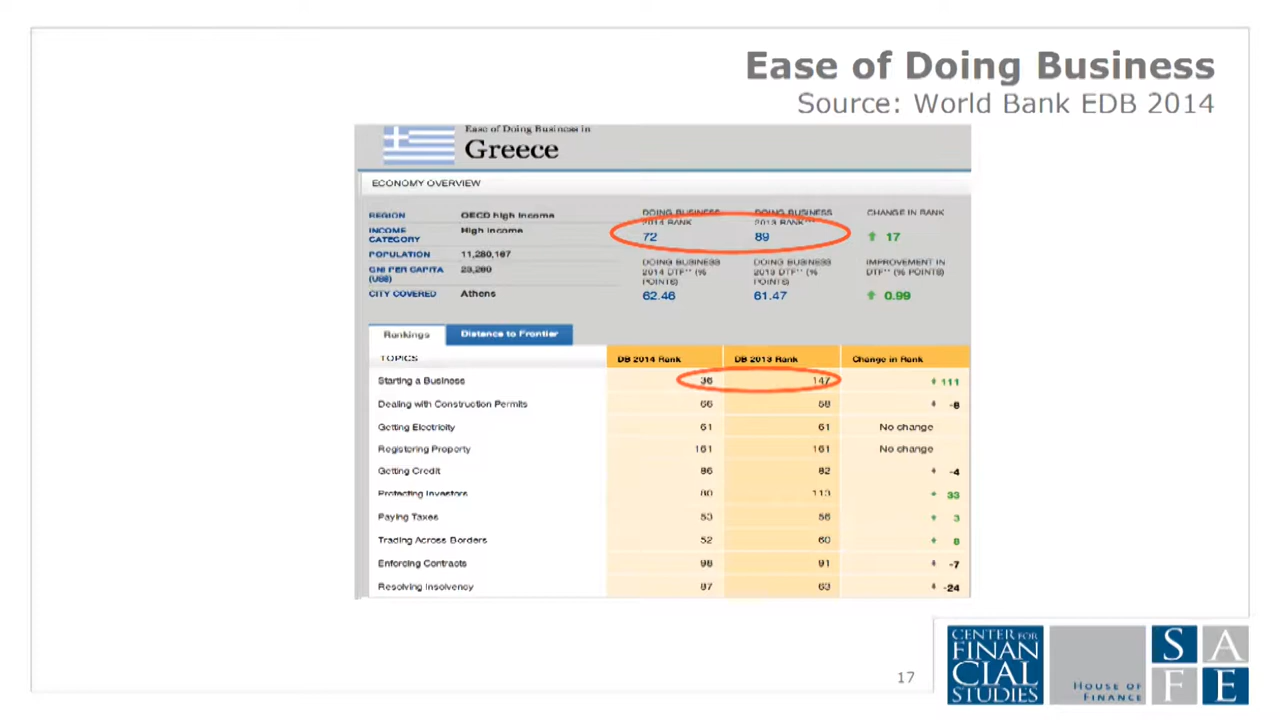 Ease of Doing Business
Source: World Bank EDB 2014
Ease of Doing Business in
Greece
ECONOMY OVERVIEW
REGION OECD high income
INCOME CATEGORY High income
POPULATION 11,280,167
GNI PER CAPITA (US$) 23,260
CITY COVERED Athens
DOING BUSINESS 2014 RANK
72
DOING BUSINESS 2013 RANK***
89
CHANGE IN RANK
17
DOING BUSINESS 2014 DTF** (% POINTS)
62.46
DOING BUSINESS 2013 DTF** (% POINTS)
61.47
IMPROVEMENT IN DTF** (% POINTS)
0.99
Rankings Distance to Frontier
TOPICS DB 2014 Rank DB 2013 Rank Change in Rank
Starting a Business 36 147 111
Dealing with Construction Permits 66 58 -8
Getting Electricity 61 61 No change
Registering Property 161 161 No change
Getting Credit 86 82 -4
Protecting Investors 80 113 33
Paying Taxes 53 56 3
Trading Across Borders 52 60 8
Enforcing Contracts 98 91 -7
Resolving Insolvency 87 63 -24
17
CENTER FOR
FINAN
CIAL
STUDIES
HOUSE OF
FINANCE
S A
F E